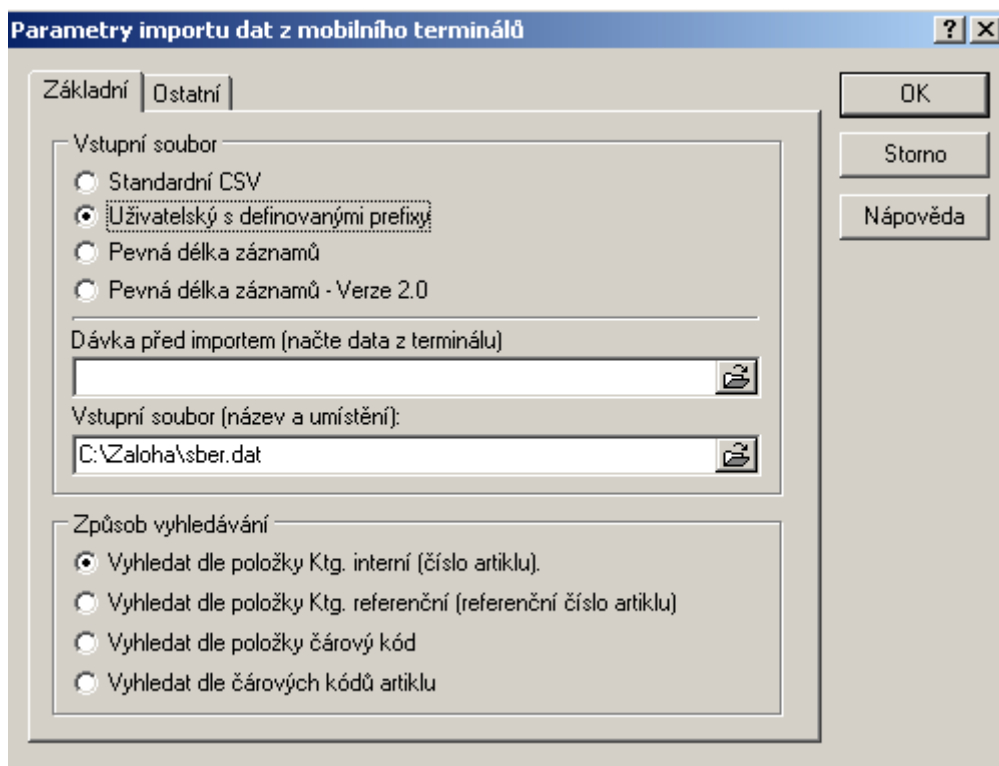 Parametry importu dat z mobilního terminálů
Základní
Ostatní
OK
Storno
Nápověda
Vstupní soubor
Standardní CSV
Uživatelský s definovanými prefixy
Pevná délka záznamů
Pevná délka záznamů - Verze 2.0
Dávka před importem (načte data z terminálu)
Vstupní soubor (název a umístění):
C:\Zaloha\sber.dat
Způsob vyhledávání
Vyhledat dle položky Ktg. interní (číslo artiklu).
Vyhledat dle položky Ktg. referenční (referenční číslo artiklu)
Vyhledat dle položky čárový kód
Vyhledat dle čárových kódů artiklu